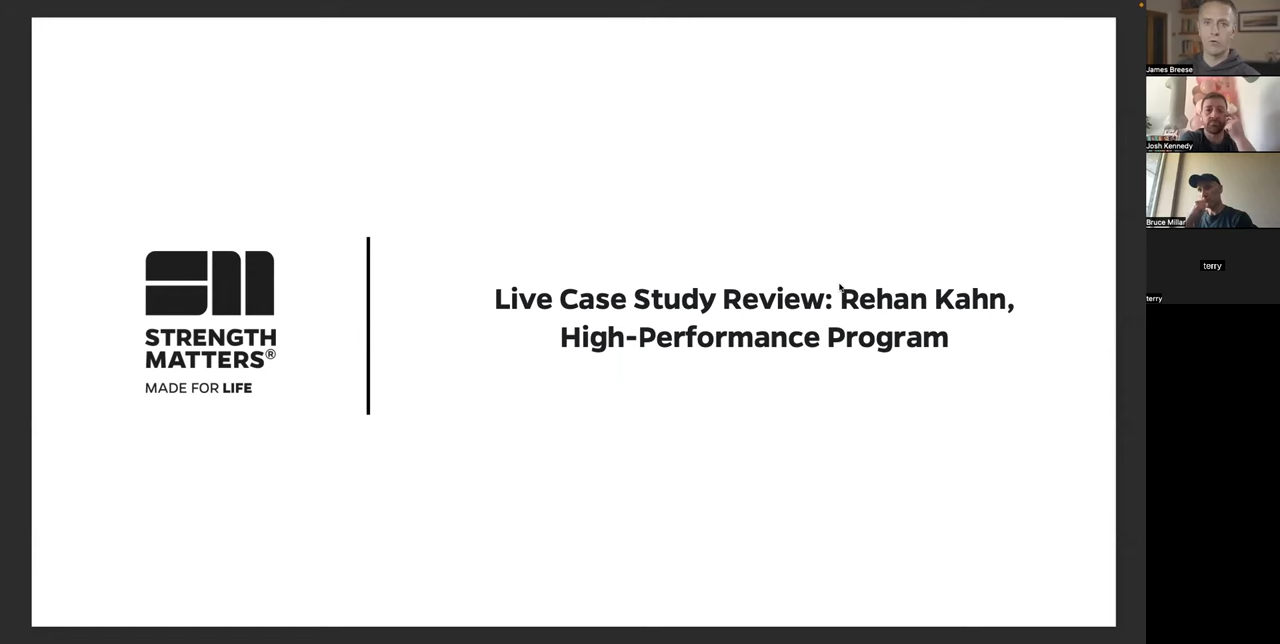 STRENGTH
MATTERS®
MADE FOR LIFE
Live Case Study Review: Rehan Kahn,
High-Performance Program
James Breese
Josh Kennedy
Bruce Millar
terry
terry